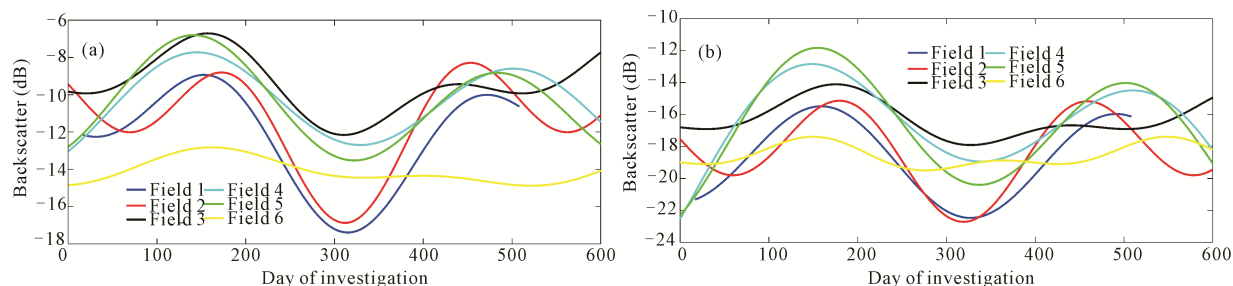 (a)
Backscatter (dB)
−6
−8
−10
−12
−14
−16
−18
Field 1 Field 4
Field 2 Field 5
Field 3 Field 6
0 100 200 300 400 500 600
Day of investigation
(b)
Backscatter (dB)
−10
−12
−14
−16
−18
−20
−22
−24
Field 1 Field 4
Field 2 Field 5
Field 3 Field 6
0 100 200 300 400 500 600
Day of investigation